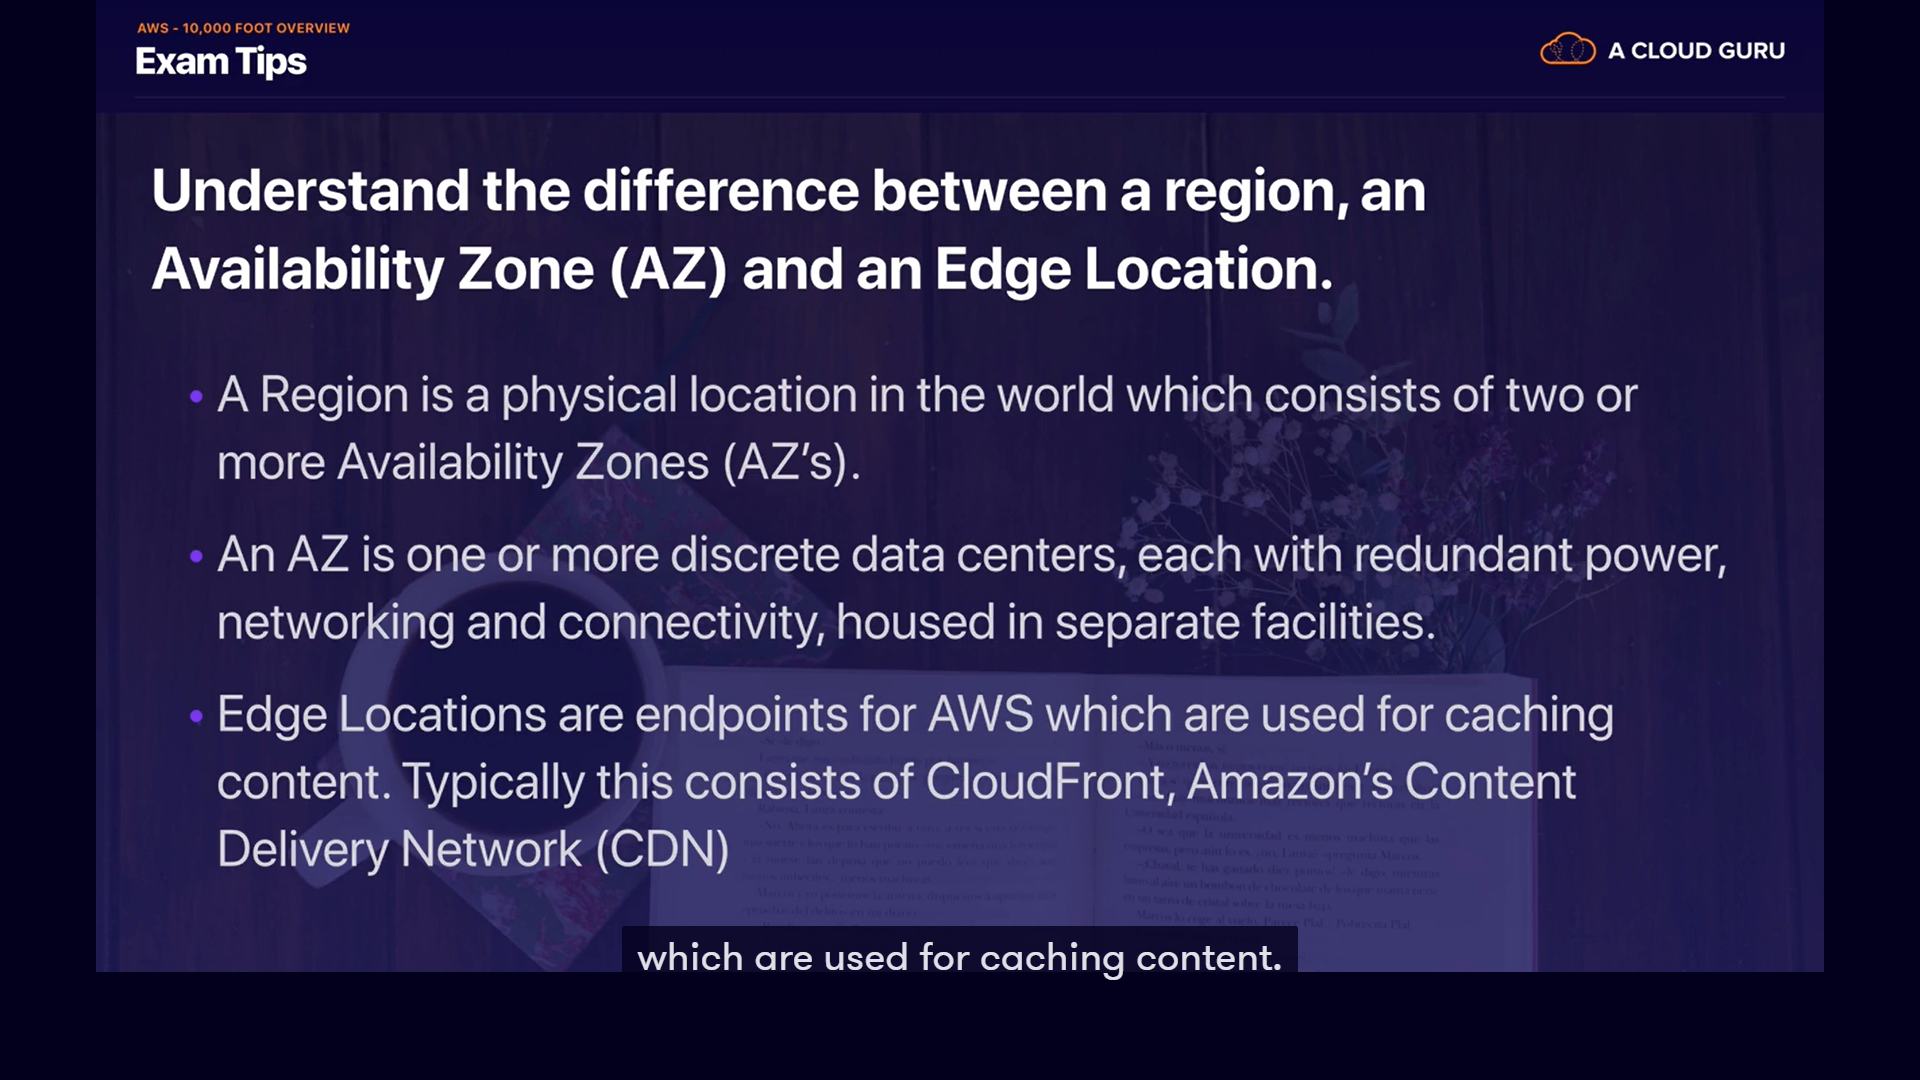 AWS - 10,000 FOOT OVERVIEW
Exam Tips
A CLOUD GURU
Understand the difference between a region, an
Availability Zone (AZ) and an Edge Location.
• A Region is a physical location in the world which consists of two or
more Availability Zones (AZ’s).
• An AZ is one or more discrete data centers, each with redundant power,
networking and connectivity, housed in separate facilities.
• Edge Locations are endpoints for AWS which are used for caching
content. Typically this consists of CloudFront, Amazon’s Content
Delivery Network (CDN)
which are used for caching content.